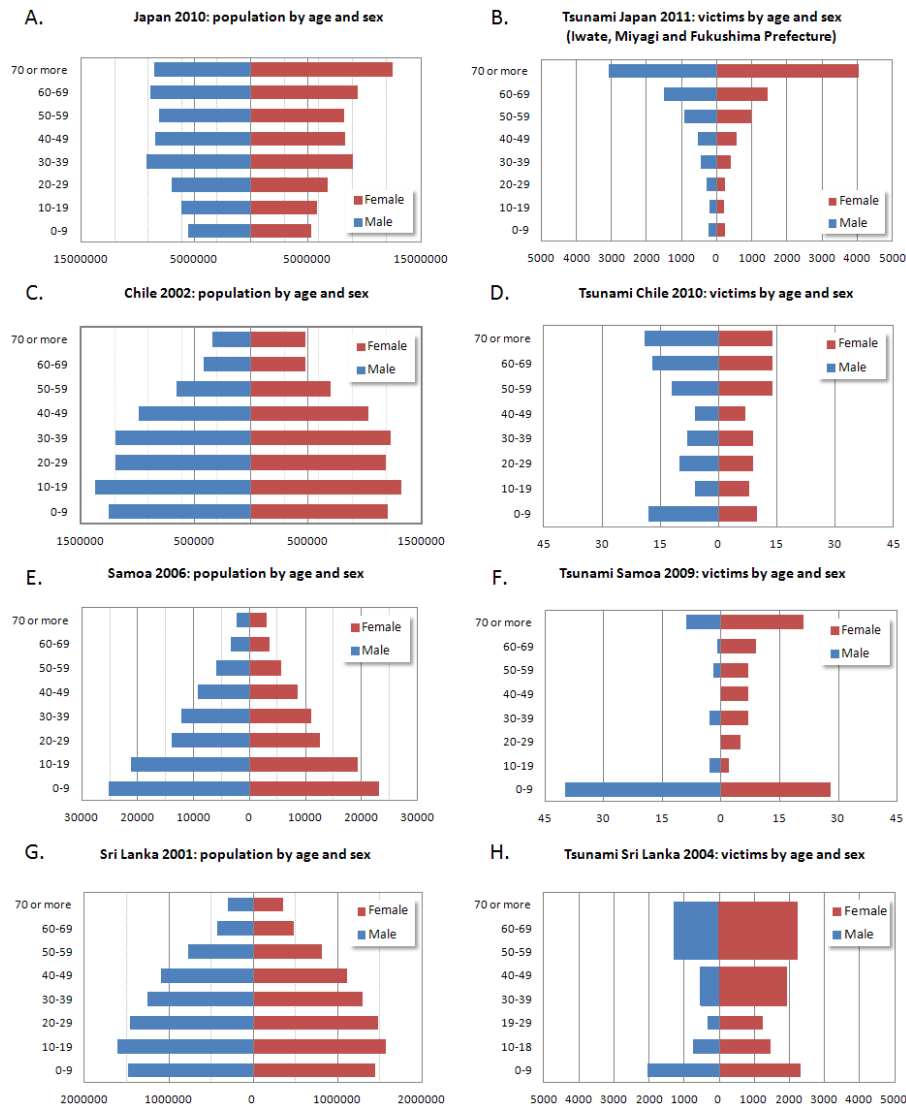 A.
Japan 2010: population by age and sex
70 or more
60-69
50-59
40-49
30-39
20-29
10-19
0-9
Female
Male
15000000 5000000 5000000 15000000
B.
Tsunami Japan 2011: victims by age and sex
(Iwate, Miyagi and Fukushima Prefecture)
70 or more
60-69
50-59
40-49
30-39
20-29
10-19
0-9
Female
Male
5000 4000 3000 2000 1000 0 1000 2000 3000 4000 5000
C.
Chile 2002: population by age and sex
70 or more
60-69
50-59
40-49
30-39
20-29
10-19
0-9
Female
Male
1500000 500000 500000 1500000
D.
Tsunami Chile 2010: victims by age and sex
70 or more
60-69
50-59
40-49
30-39
20-29
10-19
0-9
Female
Male
45 30 15 0 15 30 45
E.
Samoa 2006: population by age and sex
70 or more
60-69
50-59
40-49
30-39
20-29
10-19
0-9
Female
Male
30000 20000 10000 0 10000 20000 30000
F.
Tsunami Samoa 2009: victims by age and sex
70 or more
60-69
50-59
40-49
30-39
20-29
10-19
0-9
Female
Male
45 30 15 0 15 30 45
G.
Sri Lanka 2001: population by age and sex
70 or more
60-69
50-59
40-49
30-39
20-29
10-19
0-9
Female
Male
2000000 1000000 0 1000000 2000000
H.
Tsunami Sri Lanka 2004: victims by age and sex
70 or more
60-69
50-59
40-49
30-39
19-29
10-18
0-9
Female
Male
5000 4000 3000 2000 1000 0 1000 2000 3000 4000 5000